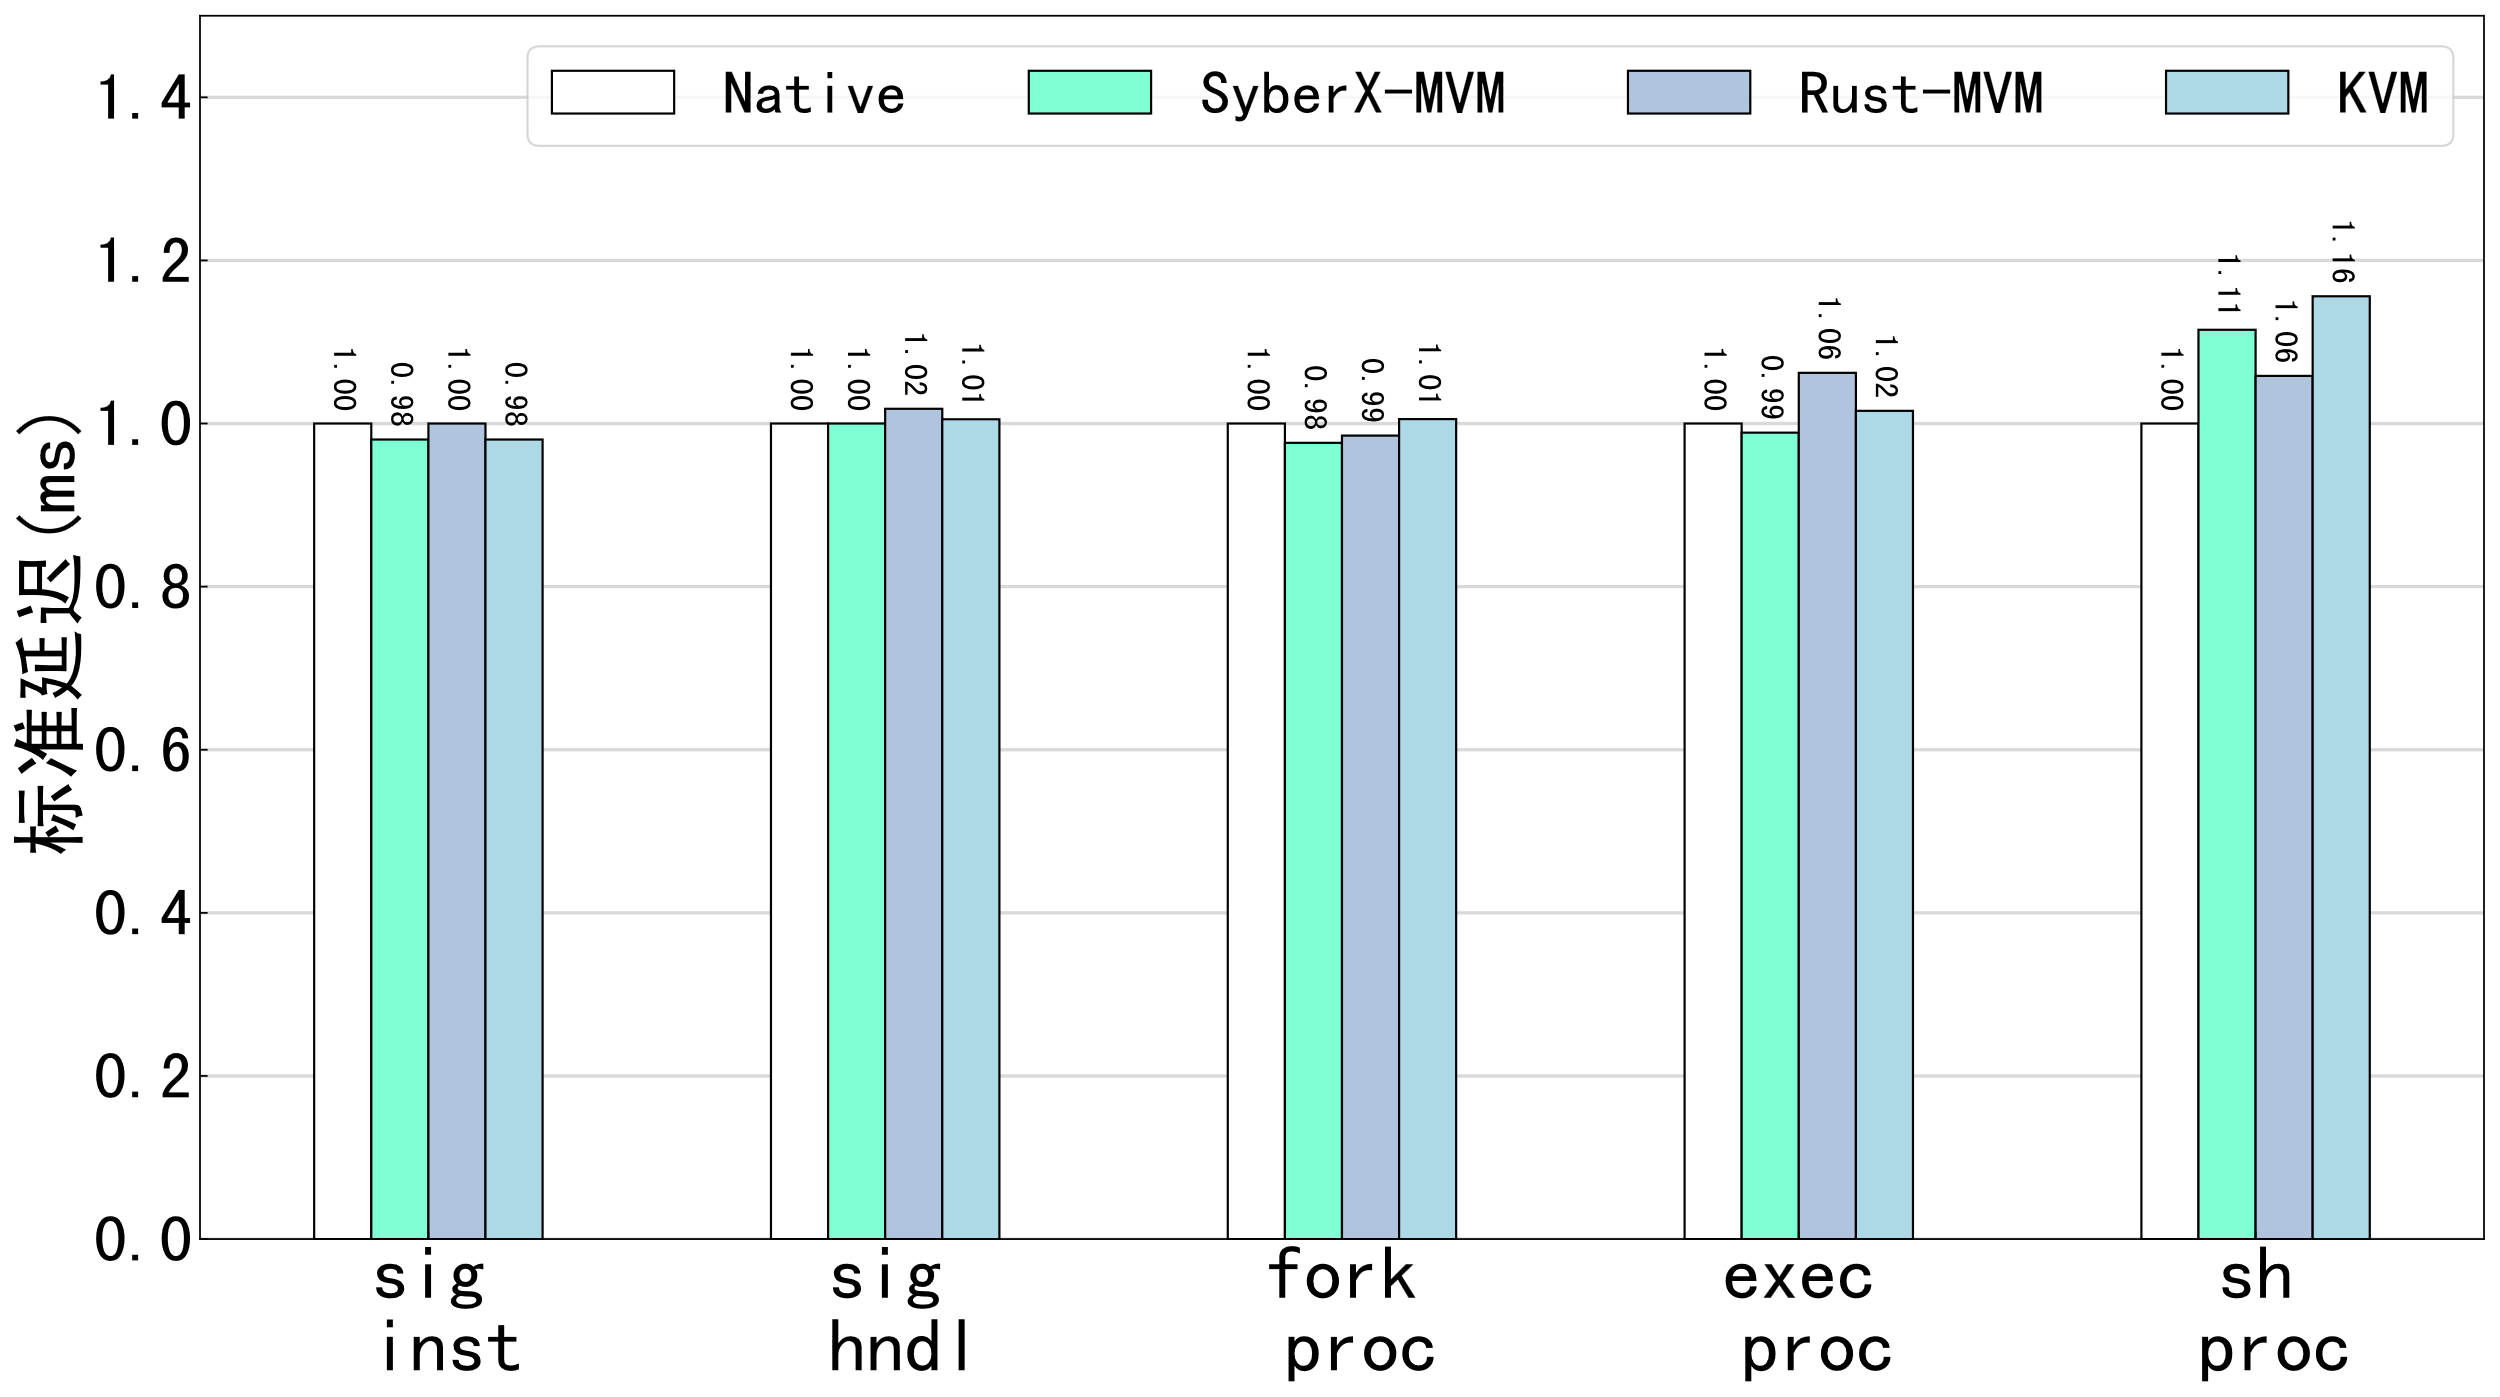 Native SyberX-MVM Rust-MVM KVM
1.4
1.2
1.0
0.8
0.6
0.4
0.2
0.0
标准延迟(ms)
1.00 0.98 1.00 0.98
1.00 1.00 1.02 1.01
1.00 0.98 0.99 1.01
1.00 0.99 1.06 1.02
1.00 1.11 1.06 1.16
sig
inst
sig
hndl
fork
proc
exec
proc
sh
proc